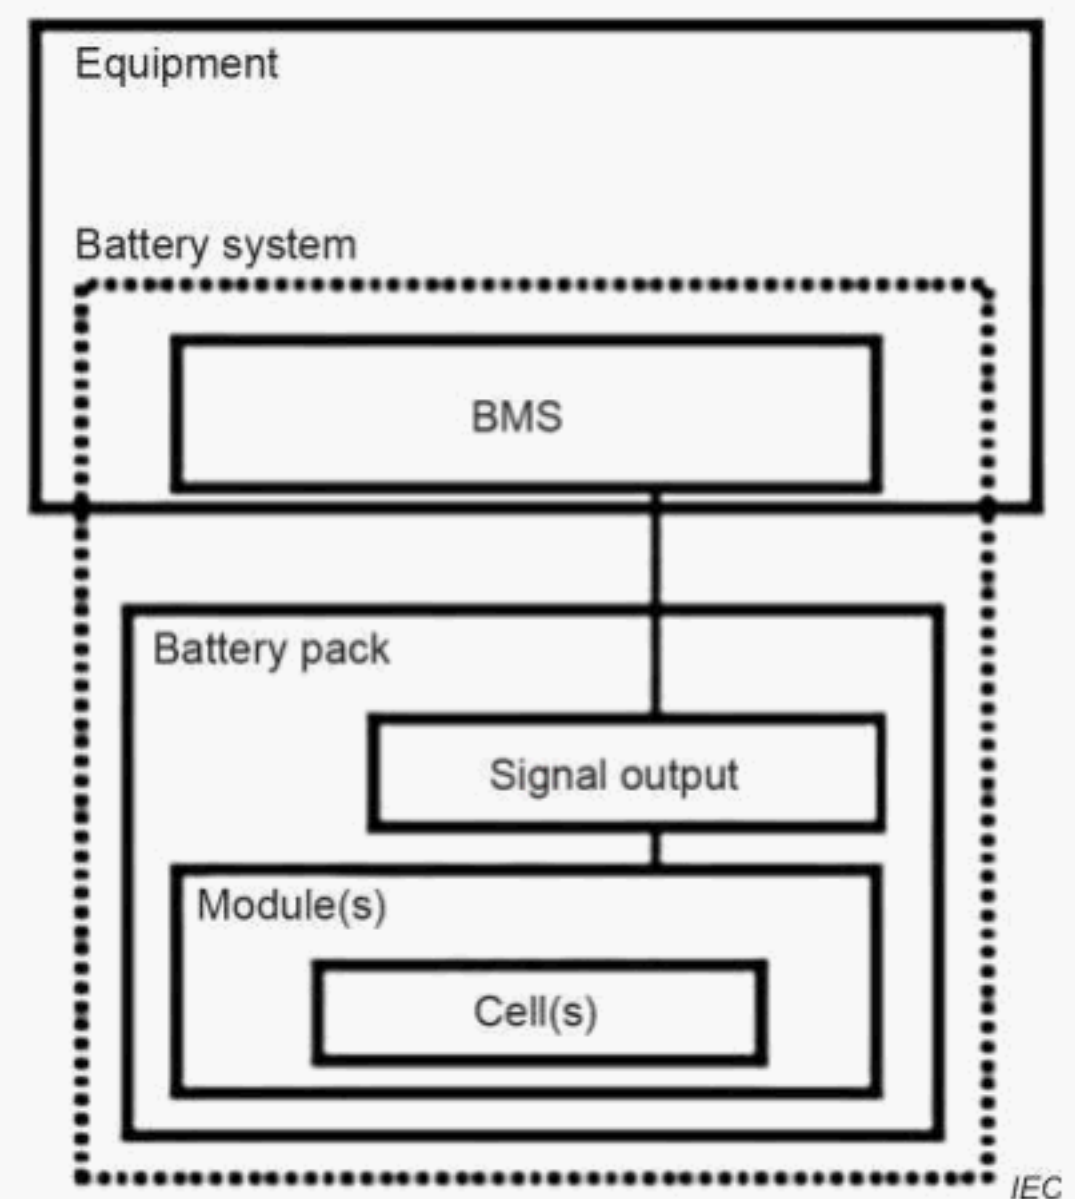 Equipment
Battery system
BMS
Battery pack
Signal output
Module(s)
Cell(s)
IEC